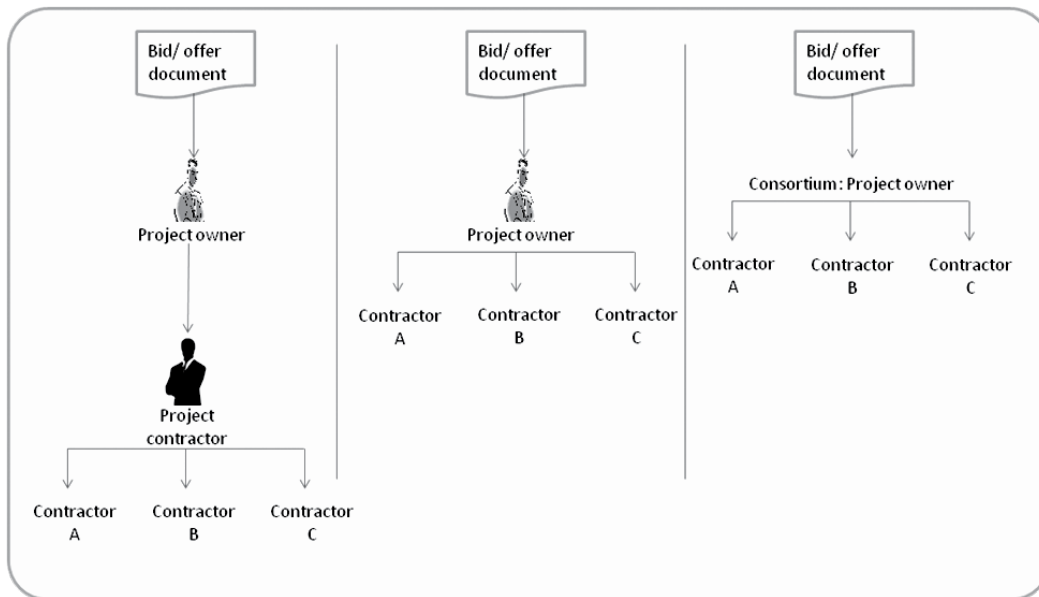 Bid/ offer
document
Project owner
Project
contractor
Contractor
A
Contractor
B
Contractor
C
Bid/ offer
document
Project owner
Contractor
A
Contractor
B
Contractor
C
Bid/ offer
document
Consortium: Project owner
Contractor
A
Contractor
B
Contractor
C